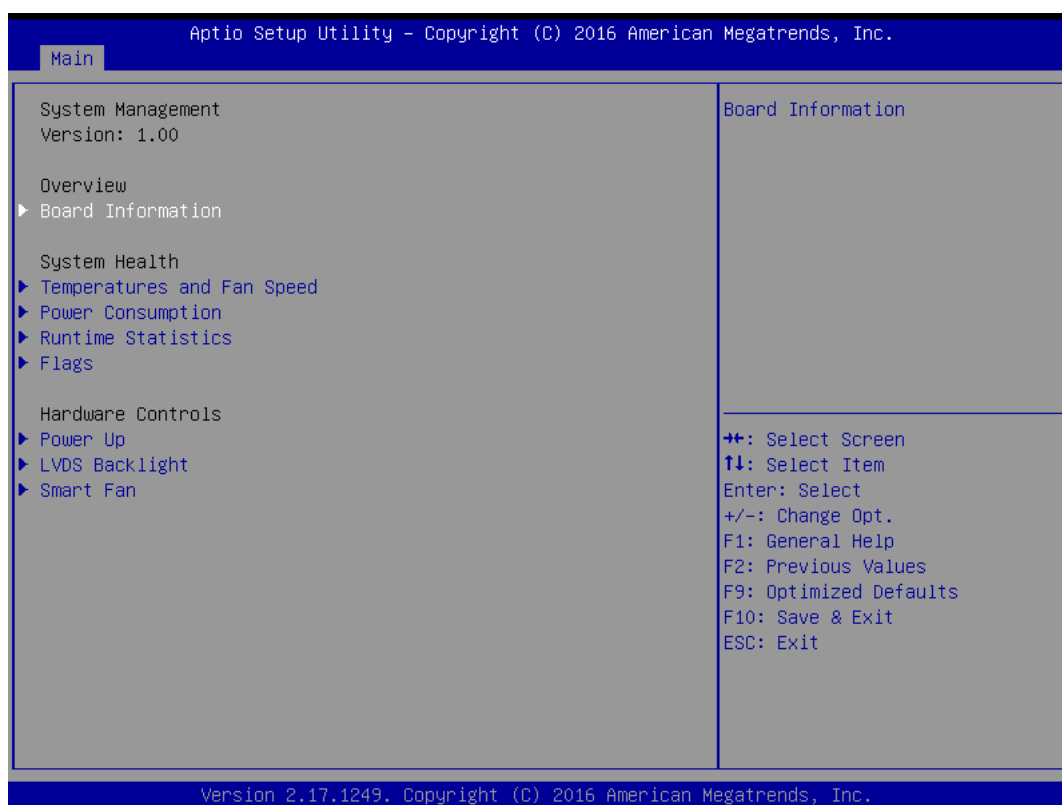 Aptio Setup Utility – Copyright (C) 2016 American Megatrends, Inc.
Main
System Management
Version: 1.00
Overview
▶ Board Information
System Health
▶ Temperatures and Fan Speed
▶ Power Consumption
▶ Runtime Statistics
▶ Flags
Hardware Controls
▶ Power Up
▶ LVDS Backlight
▶ Smart Fan
Board Information
→←: Select Screen
↑↓: Select Item
Enter: Select
+/-: Change Opt.
F1: General Help
F2: Previous Values
F9: Optimized Defaults
F10: Save & Exit
ESC: Exit
Version 2.17.1249. Copyright (C) 2016 American Megatrends, Inc.